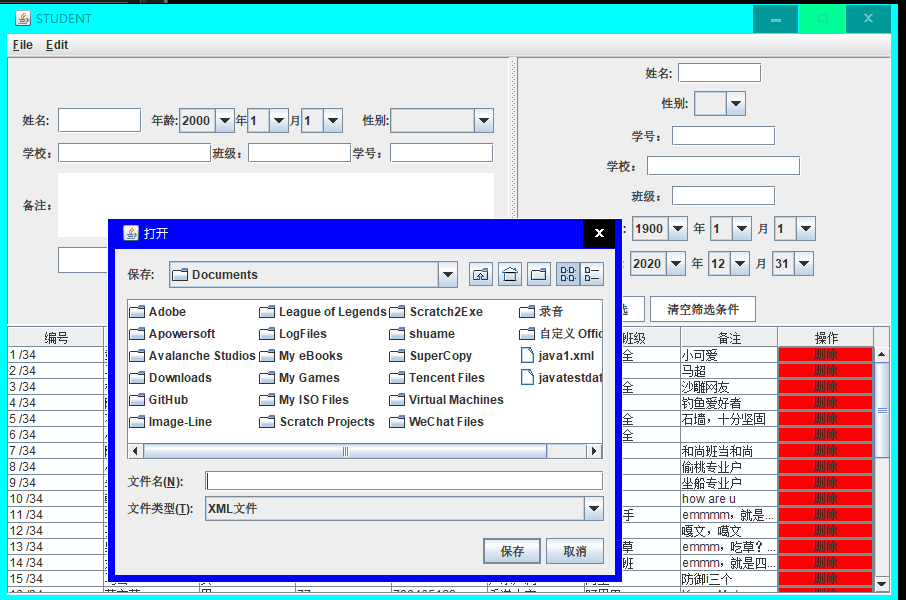 STUDENT
File Edit
姓名: 年龄: 2000 年 1 月 1 性别:
学校: 班级: 学号:
备注:
姓名:
性别:
学号:
学校:
班级:
1900 年 1 月 1
2020 年 12 月 31
清空筛选条件
打开
保存: Documents
Adobe League of Legends Scratch2Exe 录音
Apowersoft LogFiles shuame 自定义 Offic
Avalanche Studios My eBooks SuperCopy java1.xml
Downloads My Games Tencent Files javatestdat
GitHub My ISO Files Virtual Machines
Image-Line Scratch Projects WeChat Files
文件名(N):
文件类型(T): XML文件
保存 取消
编号 班级 备注 操作
1 /34 全 小可爱 删除
2 /34 马超 删除
3 /34 全 沙雕网友 删除
4 /34 钓鱼爱好者 删除
5 /34 全 石墙，十分坚固 删除
6 /34 全 删除
7 /34 和尚班当和尚 删除
8 /34 偷桃专业户 删除
9 /34 坐船专业户 删除
10 /34 how are u 删除
11 /34 手 emmmm，就是... 删除
12 /34 嘎文，噶文 删除
13 /34 草 emmm，吃草？... 删除
14 /34 班 emmm，就是四... 删除
15 /34 防御i三个 删除